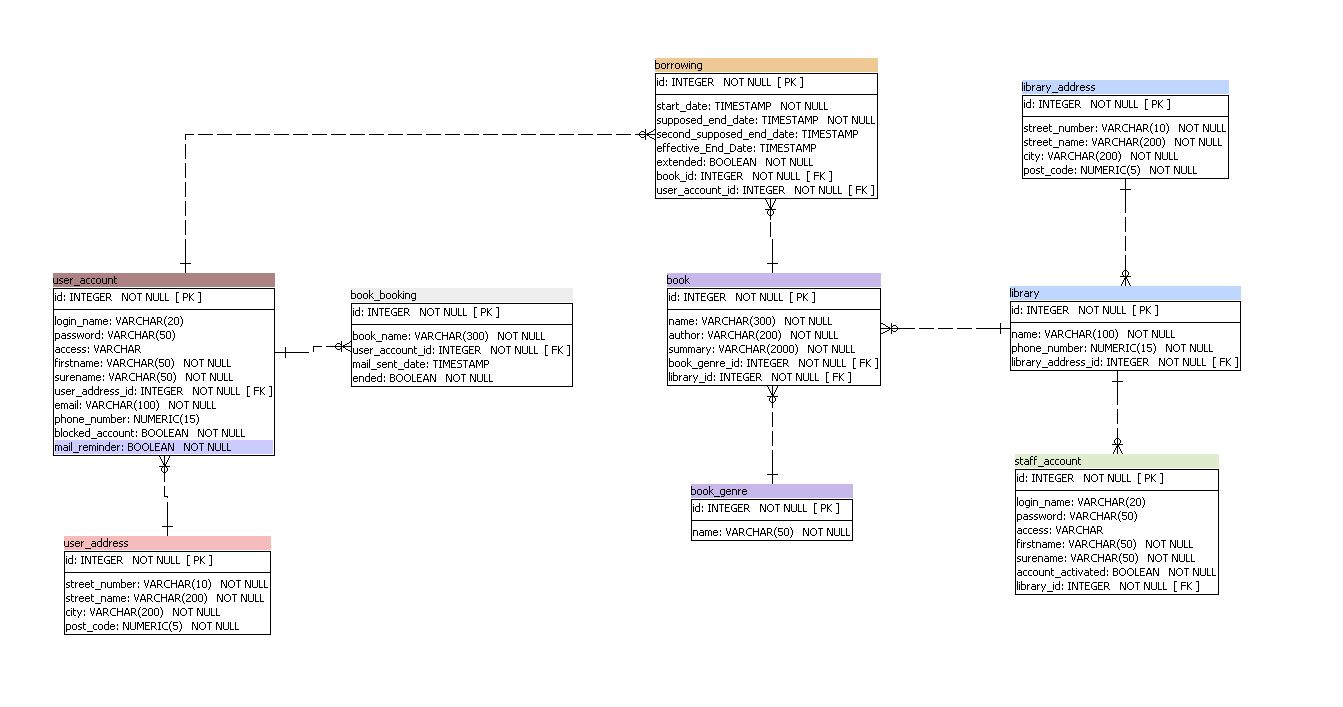 borrowing
id: INTEGER NOT NULL [ PK ]
start_date: TIMESTAMP NOT NULL
supposed_end_date: TIMESTAMP NOT NULL
second_supposed_end_date: TIMESTAMP
effective_End_Date: TIMESTAMP
extended: BOOLEAN NOT NULL
book_id: INTEGER NOT NULL [ FK ]
user_account_id: INTEGER NOT NULL [ FK ]
library_address
id: INTEGER NOT NULL [ PK ]
street_number: VARCHAR(10) NOT NULL
street_name: VARCHAR(200) NOT NULL
city: VARCHAR(200) NOT NULL
post_code: NUMERIC(5) NOT NULL
user_account
id: INTEGER NOT NULL [ PK ]
login_name: VARCHAR(20)
password: VARCHAR(50)
access: VARCHAR
firstname: VARCHAR(50) NOT NULL
surename: VARCHAR(50) NOT NULL
user_address_id: INTEGER NOT NULL [ FK ]
email: VARCHAR(100) NOT NULL
phone_number: NUMERIC(15)
blocked_account: BOOLEAN NOT NULL
mail_reminder: BOOLEAN NOT NULL
book_booking
id: INTEGER NOT NULL [ PK ]
book_name: VARCHAR(300) NOT NULL
user_account_id: INTEGER NOT NULL [ FK ]
mail_sent_date: TIMESTAMP
ended: BOOLEAN NOT NULL
book
id: INTEGER NOT NULL [ PK ]
name: VARCHAR(300) NOT NULL
author: VARCHAR(200) NOT NULL
summary: VARCHAR(2000) NOT NULL
book_genre_id: INTEGER NOT NULL [ FK ]
library_id: INTEGER NOT NULL [ FK ]
library
id: INTEGER NOT NULL [ PK ]
name: VARCHAR(100) NOT NULL
phone_number: NUMERIC(15) NOT NULL
library_address_id: INTEGER NOT NULL [ FK ]
staff_account
id: INTEGER NOT NULL [ PK ]
login_name: VARCHAR(20)
password: VARCHAR(50)
access: VARCHAR
firstname: VARCHAR(50) NOT NULL
surename: VARCHAR(50) NOT NULL
account_activated: BOOLEAN NOT NULL
library_id: INTEGER NOT NULL [ FK ]
book_genre
id: INTEGER NOT NULL [ PK ]
name: VARCHAR(50) NOT NULL
user_address
id: INTEGER NOT NULL [ PK ]
street_number: VARCHAR(10) NOT NULL
street_name: VARCHAR(200) NOT NULL
city: VARCHAR(200) NOT NULL
post_code: NUMERIC(5) NOT NULL